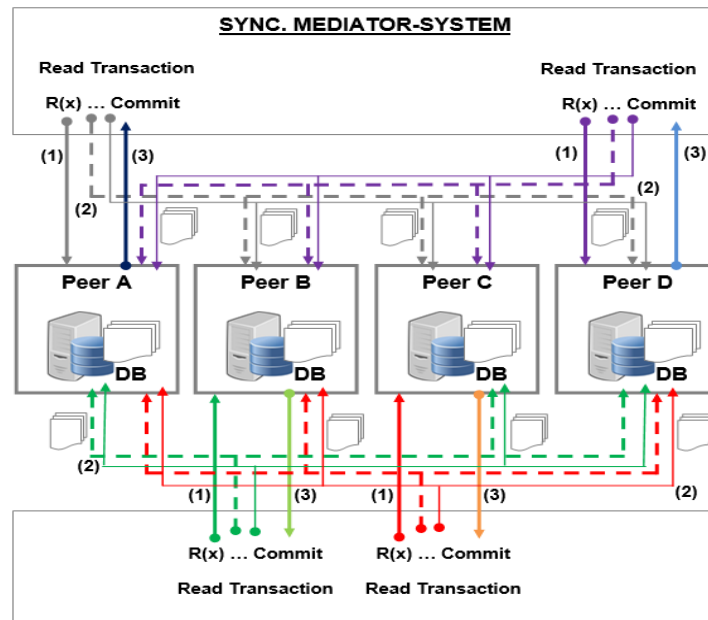 SYNC. MEDIATOR-SYSTEM
Read Transaction
Read Transaction
R(x) ... Commit
R(x) ... Commit
(1)
(3)
(1)
(3)
(2)
(2)
Peer A
Peer B
Peer C
Peer D
DB
DB
DB
DB
(2)
(1)
(3)
(1)
(3)
(2)
R(x) ... Commit
R(x) ... Commit
Read Transaction
Read Transaction